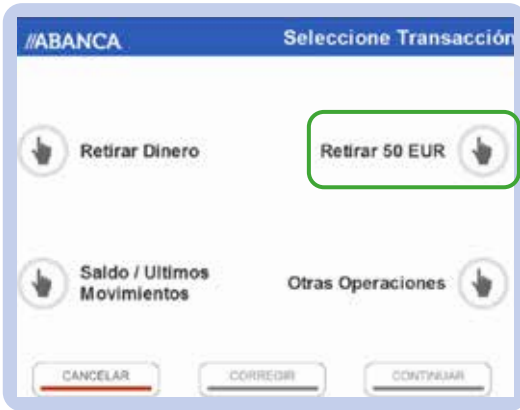 //ABANCA
Seleccione Transacción
Retirar Dinero
Retirar 50 EUR
Saldo / Ultimos
Movimientos
Otras Operaciones
CANCELAR
CORREGIR
CONTINUAR